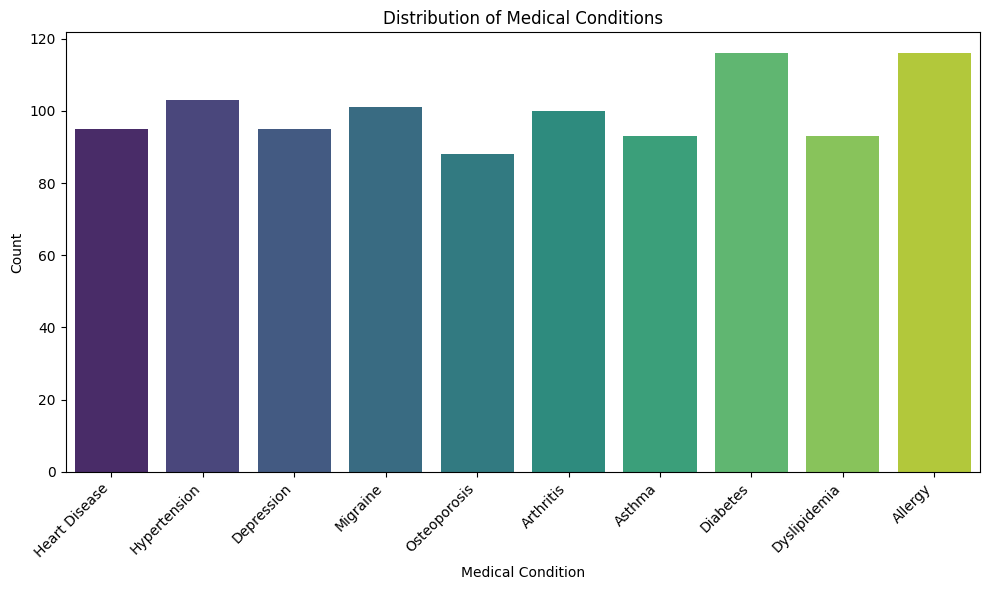 Distribution of Medical Conditions
120
100
80
60
40
20
0
Count
Heart Disease
Hypertension
Depression
Migraine
Osteoporosis
Arthritis
Asthma
Diabetes
Dyslipidemia
Allergy
Medical Condition